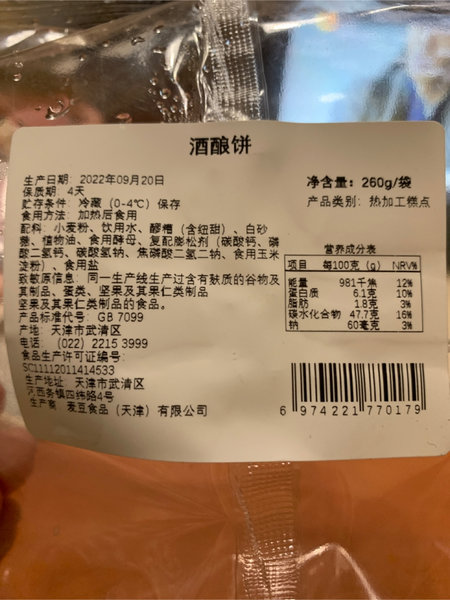 酒酿饼
生产日期: 2022年09月20日
保质期: 4天
贮存条件: 冷藏 (0-4℃) 保存
食用方法: 加热后食用
净含量: 260g/袋
产品类别: 热加工糕点
配料: 小麦粉、饮用水、醪糟 (含纽甜)、白砂
糖、植物油、食用酵母、复配膨松剂 (碳酸钙、磷
酸二氢钙、碳酸氢钠、焦磷酸二氢二钠、食用玉米
淀粉)、食用盐
致敏原信息: 同一生产线生产过含有麸质的谷物及
其制品、蛋类、坚果及其果仁类制品
坚果及其果仁类制品的食品。
产品标准代号: GB 7099
产地: 天津市武清区
电话: (022) 2215 3999
食品生产许可证编号:
SC11112011414533
生产地址: 天津市武清区
河西务镇四纬路4号
生产商: 麦豆食品 (天津) 有限公司
营养成分表
项目 每100克 (g) NRV%
能量 981千焦 12%
蛋白质 6.1克 10%
脂肪 1.8克 3%
碳水化合物 47.7克 16%
钠 60毫克 3%
6 974221 770179